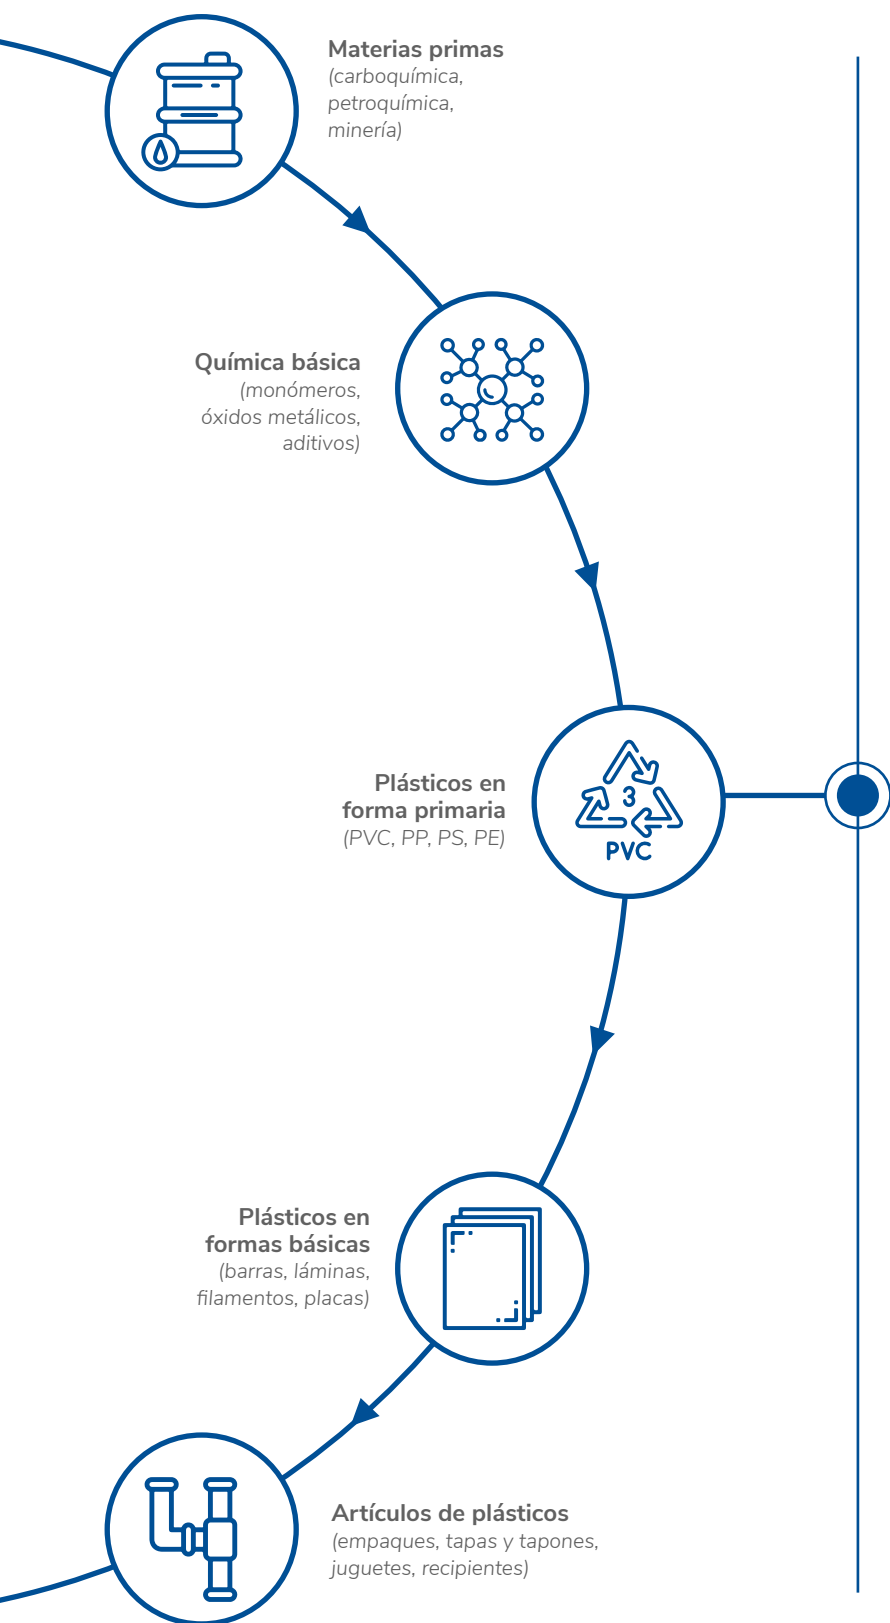 Materias primas
(carboquímica,
petroquímica,
minería)
Química básica
(monómeros,
óxidos metálicos,
aditivos)
Plásticos en
forma primaria
(PVC, PP, PS, PE)
3
PVC
Plásticos en
formas básicas
(barras, láminas,
filamentos, placas)
Artículos de plásticos
(empaques, tapas y tapones,
juguetes, recipientes)